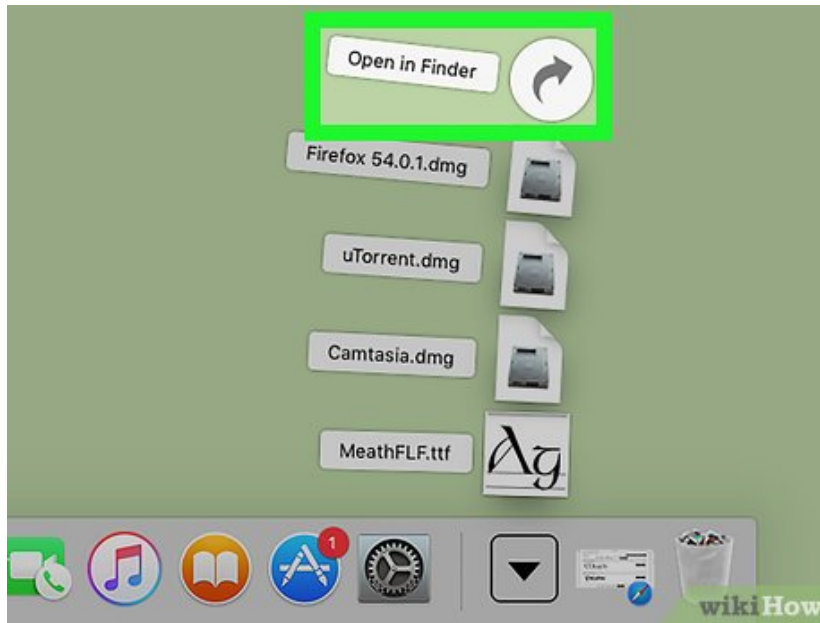 Open in Finder
Firefox 54.0.1.dmg
uTorrent.dmg
Camtasia.dmg
MeathFLF.ttf
Ag
1
wikiHow